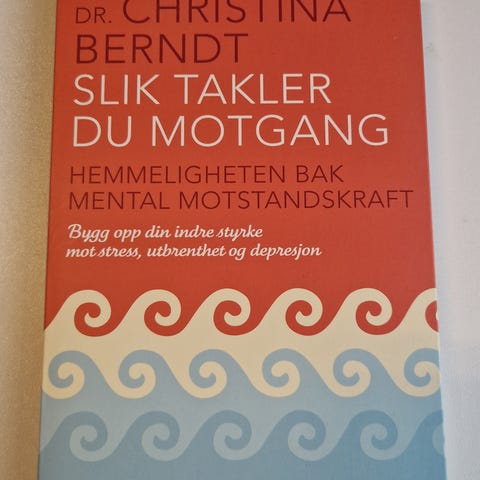 DR. CHRISTINA
BERNDT
SLIK TAKLER
DU MOTGANG
HEMMELIGHETEN BAK
MENTAL MOTSTANDSKRAFT
Bygg opp din indre styrke
mot stress, utbrenthet og depresjon